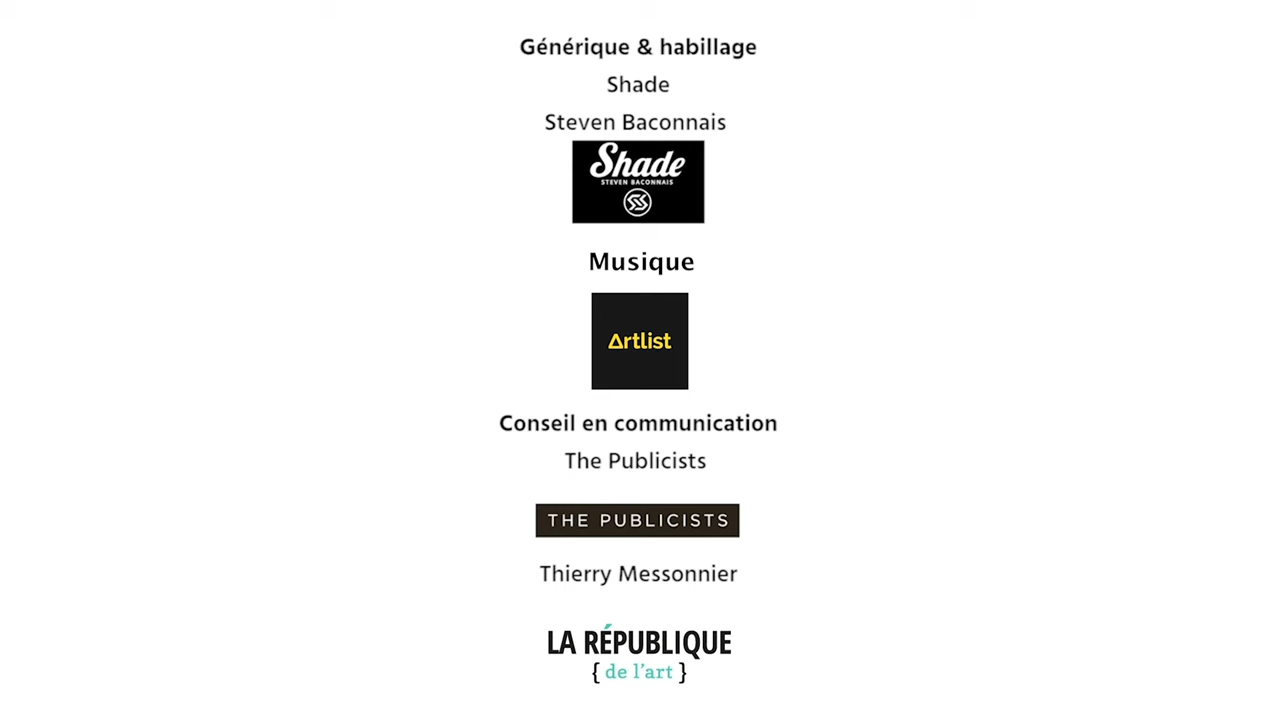 Générique & habillage
Shade
Steven Baconnais
Shade
STEVEN BACONNAIS
Musique
Artlist
Conseil en communication
The Publicists
THE PUBLICISTS
Thierry Messonnier
LA RÉPUBLIQUE
{ de l'art }